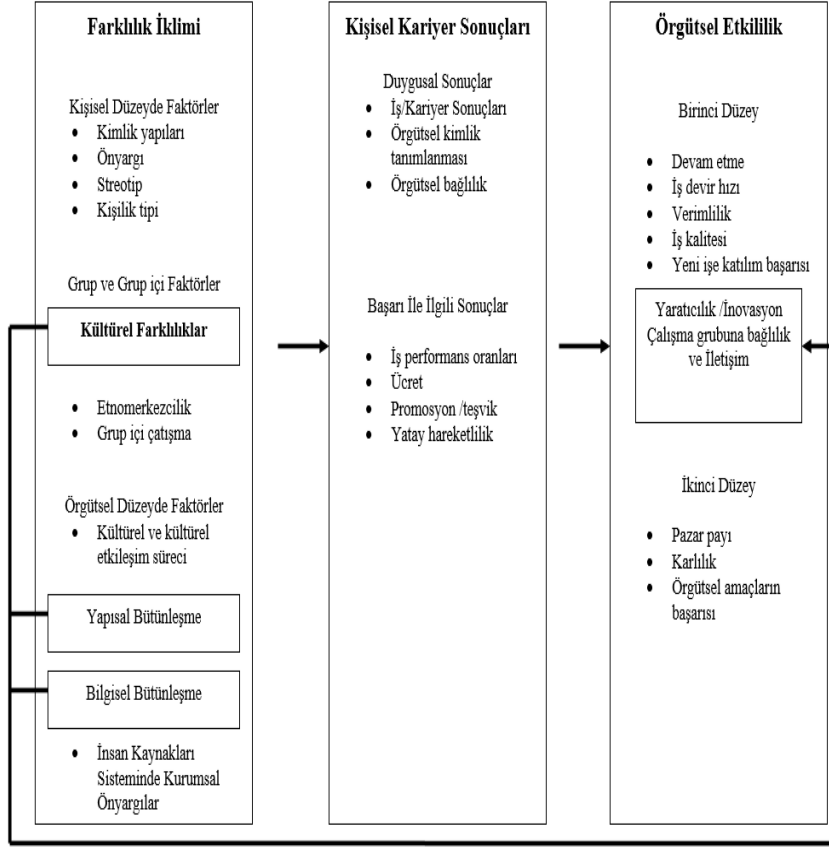 Farklılık İklimi
Kişisel Düzeyde Faktörler
• Kimlik yapıları
• Önyargı
• Streotip
• Kişilik tipi
Grup ve Grup içi Faktörler
Kültürel Farklılıklar
• Etnomerkezcilik
• Grup içi çatışma
Örgütsel Düzeyde Faktörler
• Kültürel ve kültürel
etkileşim süreci
Yapısal Bütünleşme
Bilgisel Bütünleşme
• İnsan Kaynakları
Sisteminde Kurumsal
Önyargılar
Kişisel Kariyer Sonuçları
Duygusal Sonuçlar
• İş/Kariyer Sonuçları
• Örgütsel kimlik
tanımlanması
• Örgütsel bağlılık
Başarı İle İlgili Sonuçlar
• İş performans oranları
• Ücret
• Promosyon /teşvik
• Yatay hareketlilik
Örgütsel Etkililik
Birinci Düzey
• Devam etme
• İş devir hızı
• Verimlilik
• İş kalitesi
• Yeni işe katılım başarısı
Yaratıcılık /İnovasyon
Çalışma grubuna bağlılık
ve İletişim
İkinci Düzey
• Pazar payı
• Karlılık
• Örgütsel amaçların
başarısı